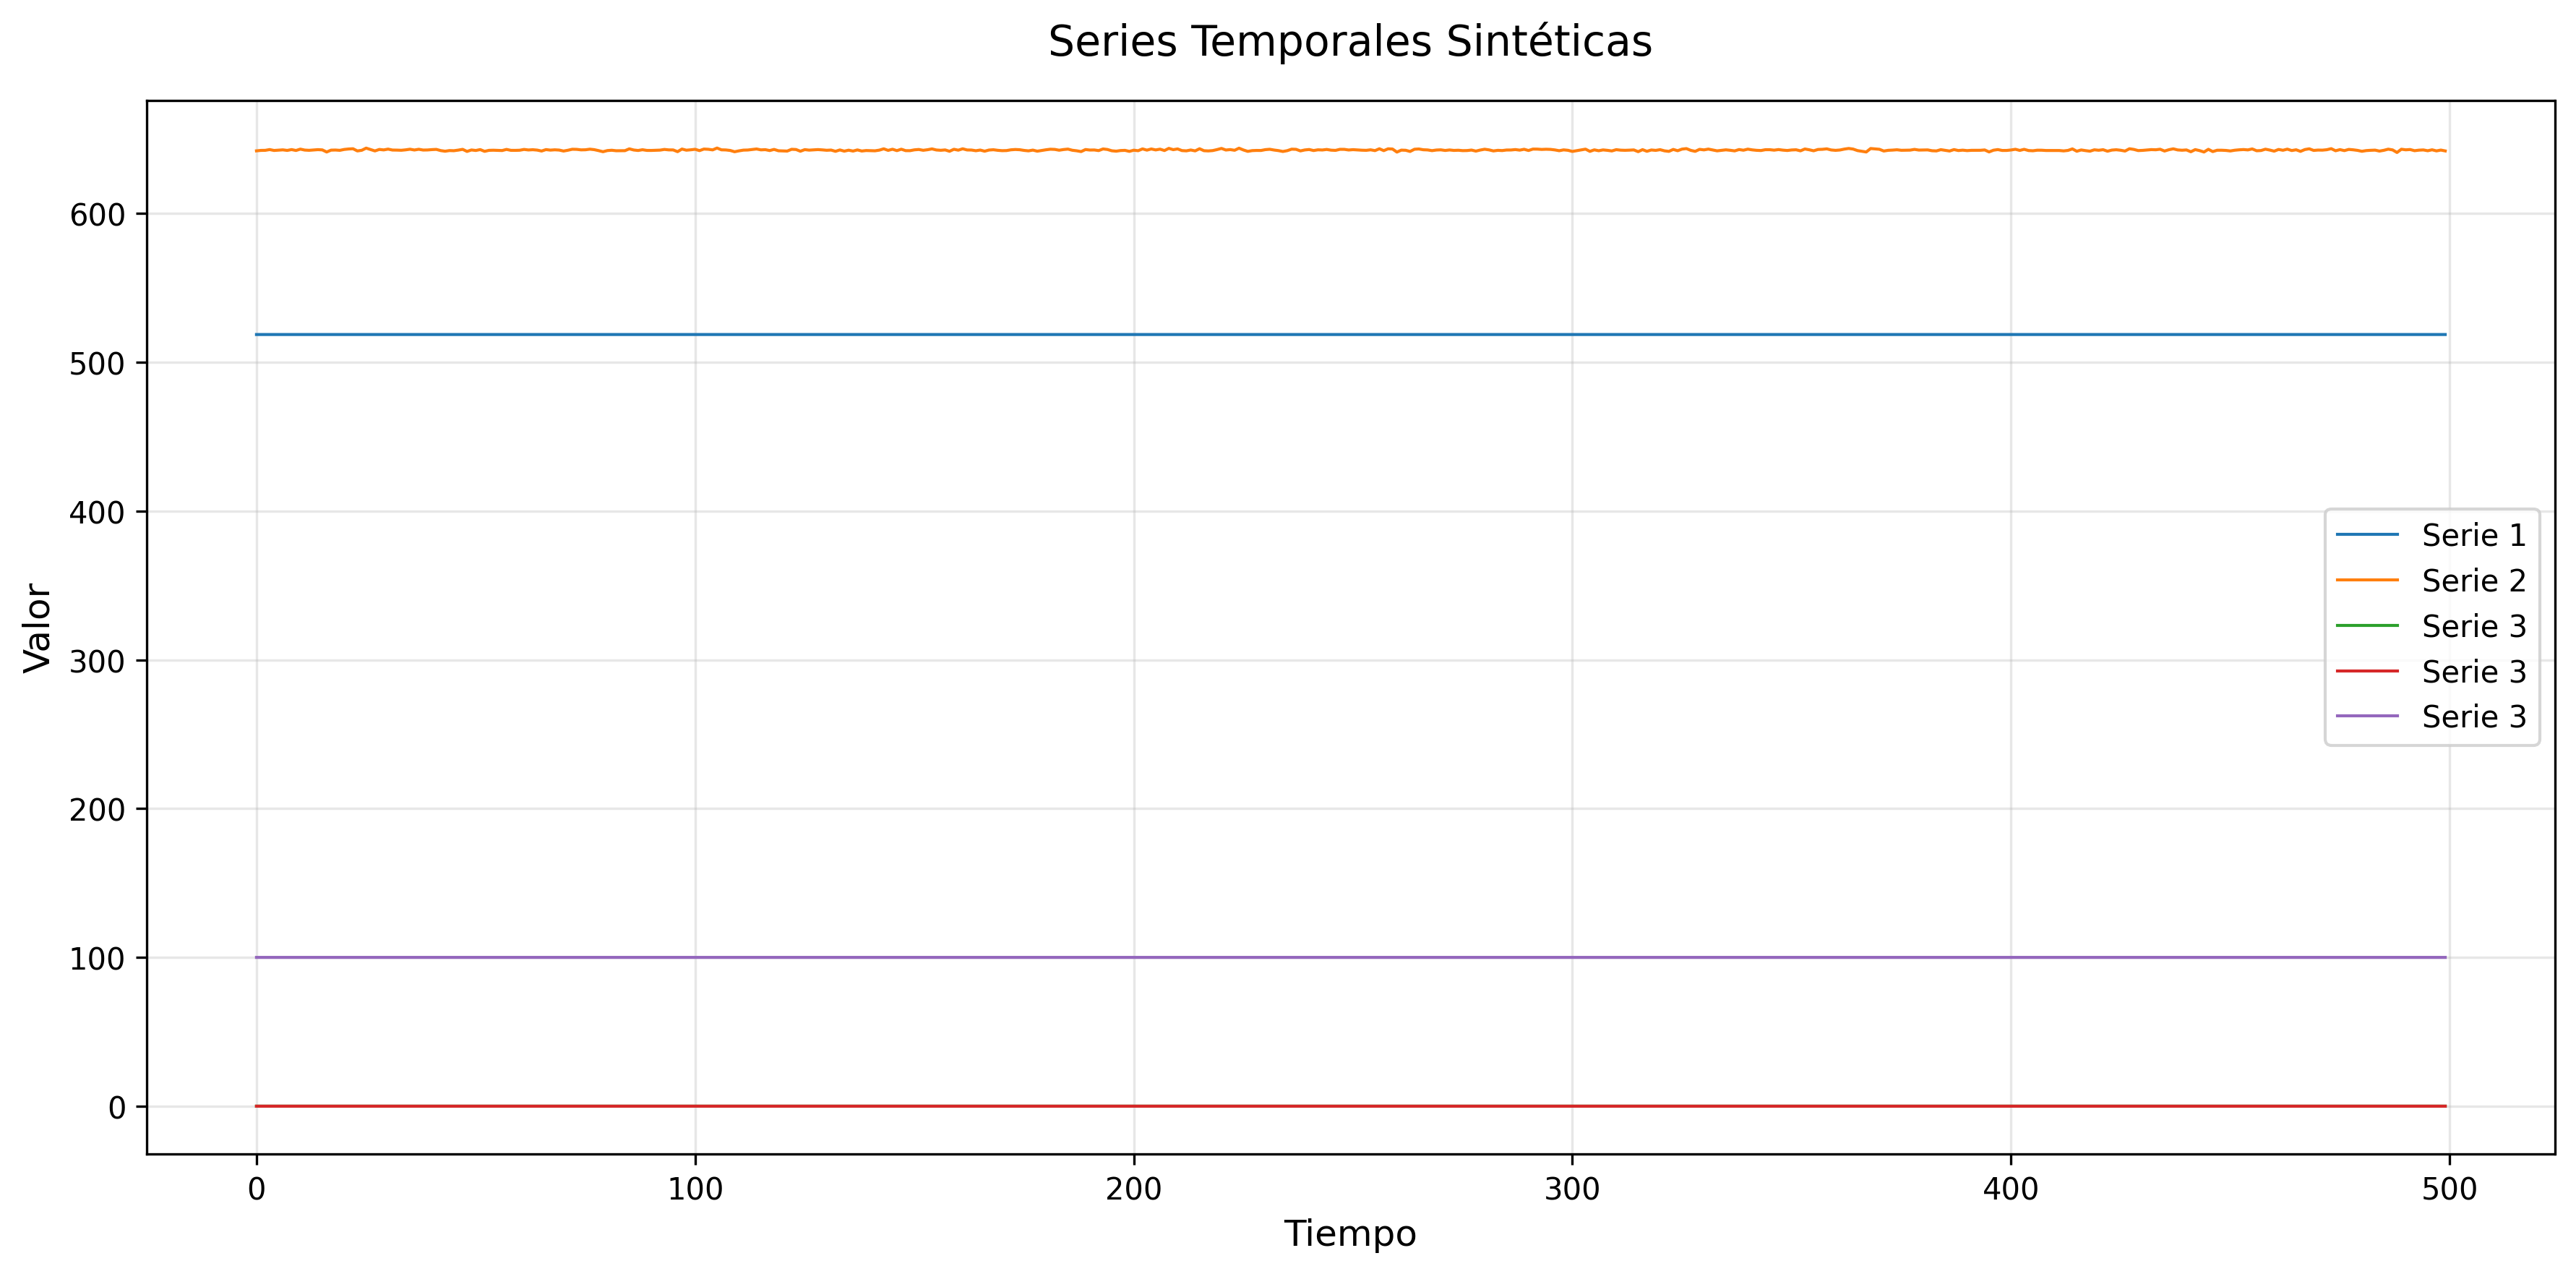 Series Temporales Sintéticas
Valor
600
500
400
300
200
100
0
Serie 1
Serie 2
Serie 3
Serie 3
Serie 3
0 100 200 300 400 500
Tiempo